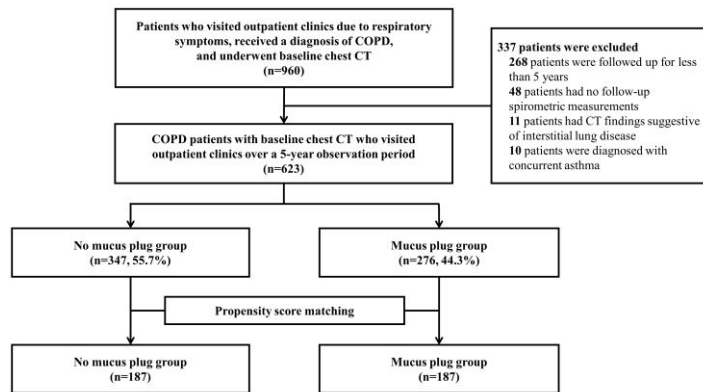 Patients who visited outpatient clinics due to respiratory
symptoms, received a diagnosis of COPD,
and underwent baseline chest CT
(n=960)
337 patients were excluded
268 patients were followed up for less
than 5 years
48 patients had no follow-up
spirometric measurements
11 patients had CT findings suggestive
of interstitial lung disease
10 patients were diagnosed with
concurrent asthma
COPD patients with baseline chest CT who visited
outpatient clinics over a 5-year observation period
(n=623)
No mucus plug group
(n=347, 55.7%)
Mucus plug group
(n=276, 44.3%)
Propensity score matching
No mucus plug group
(n=187)
Mucus plug group
(n=187)